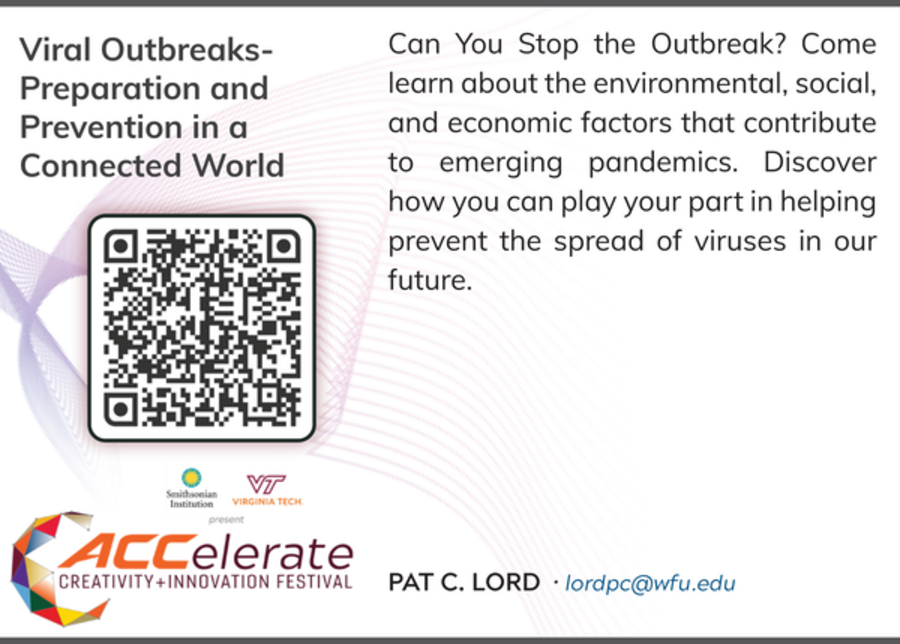 Viral Outbreaks-
Preparation and
Prevention in a
Connected World
Can You Stop the Outbreak? Come
learn about the environmental, social,
and economic factors that contribute
to emerging pandemics. Discover
how you can play your part in helping
prevent the spread of viruses in our
future.
Smithsonian
Institution
VT
VIRGINIA TECH.
present
ACCelerate
CREATIVITY+INNOVATION FESTIVAL
PAT C. LORD · lordpc@wfu.edu